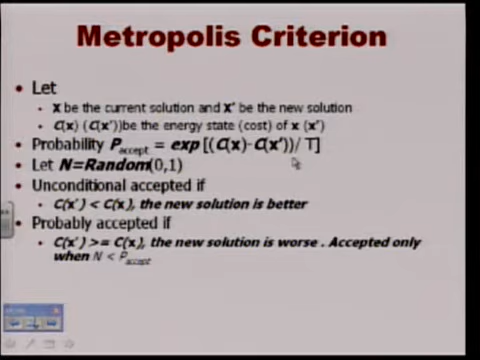 Metropolis Criterion
• Let
• X be the current solution and X' be the new solution
• C(x) (C(x'))be the energy state (cost) of x (x')
• Probability Paccept = exp [(C(x)-C(x'))/ T]
• Let N=Random(0,1)
• Unconditional accepted if
• C(x') < C(x), the new solution is better
• Probably accepted if
• C(x') >= C(x), the new solution is worse . Accepted only
when N < Paccept